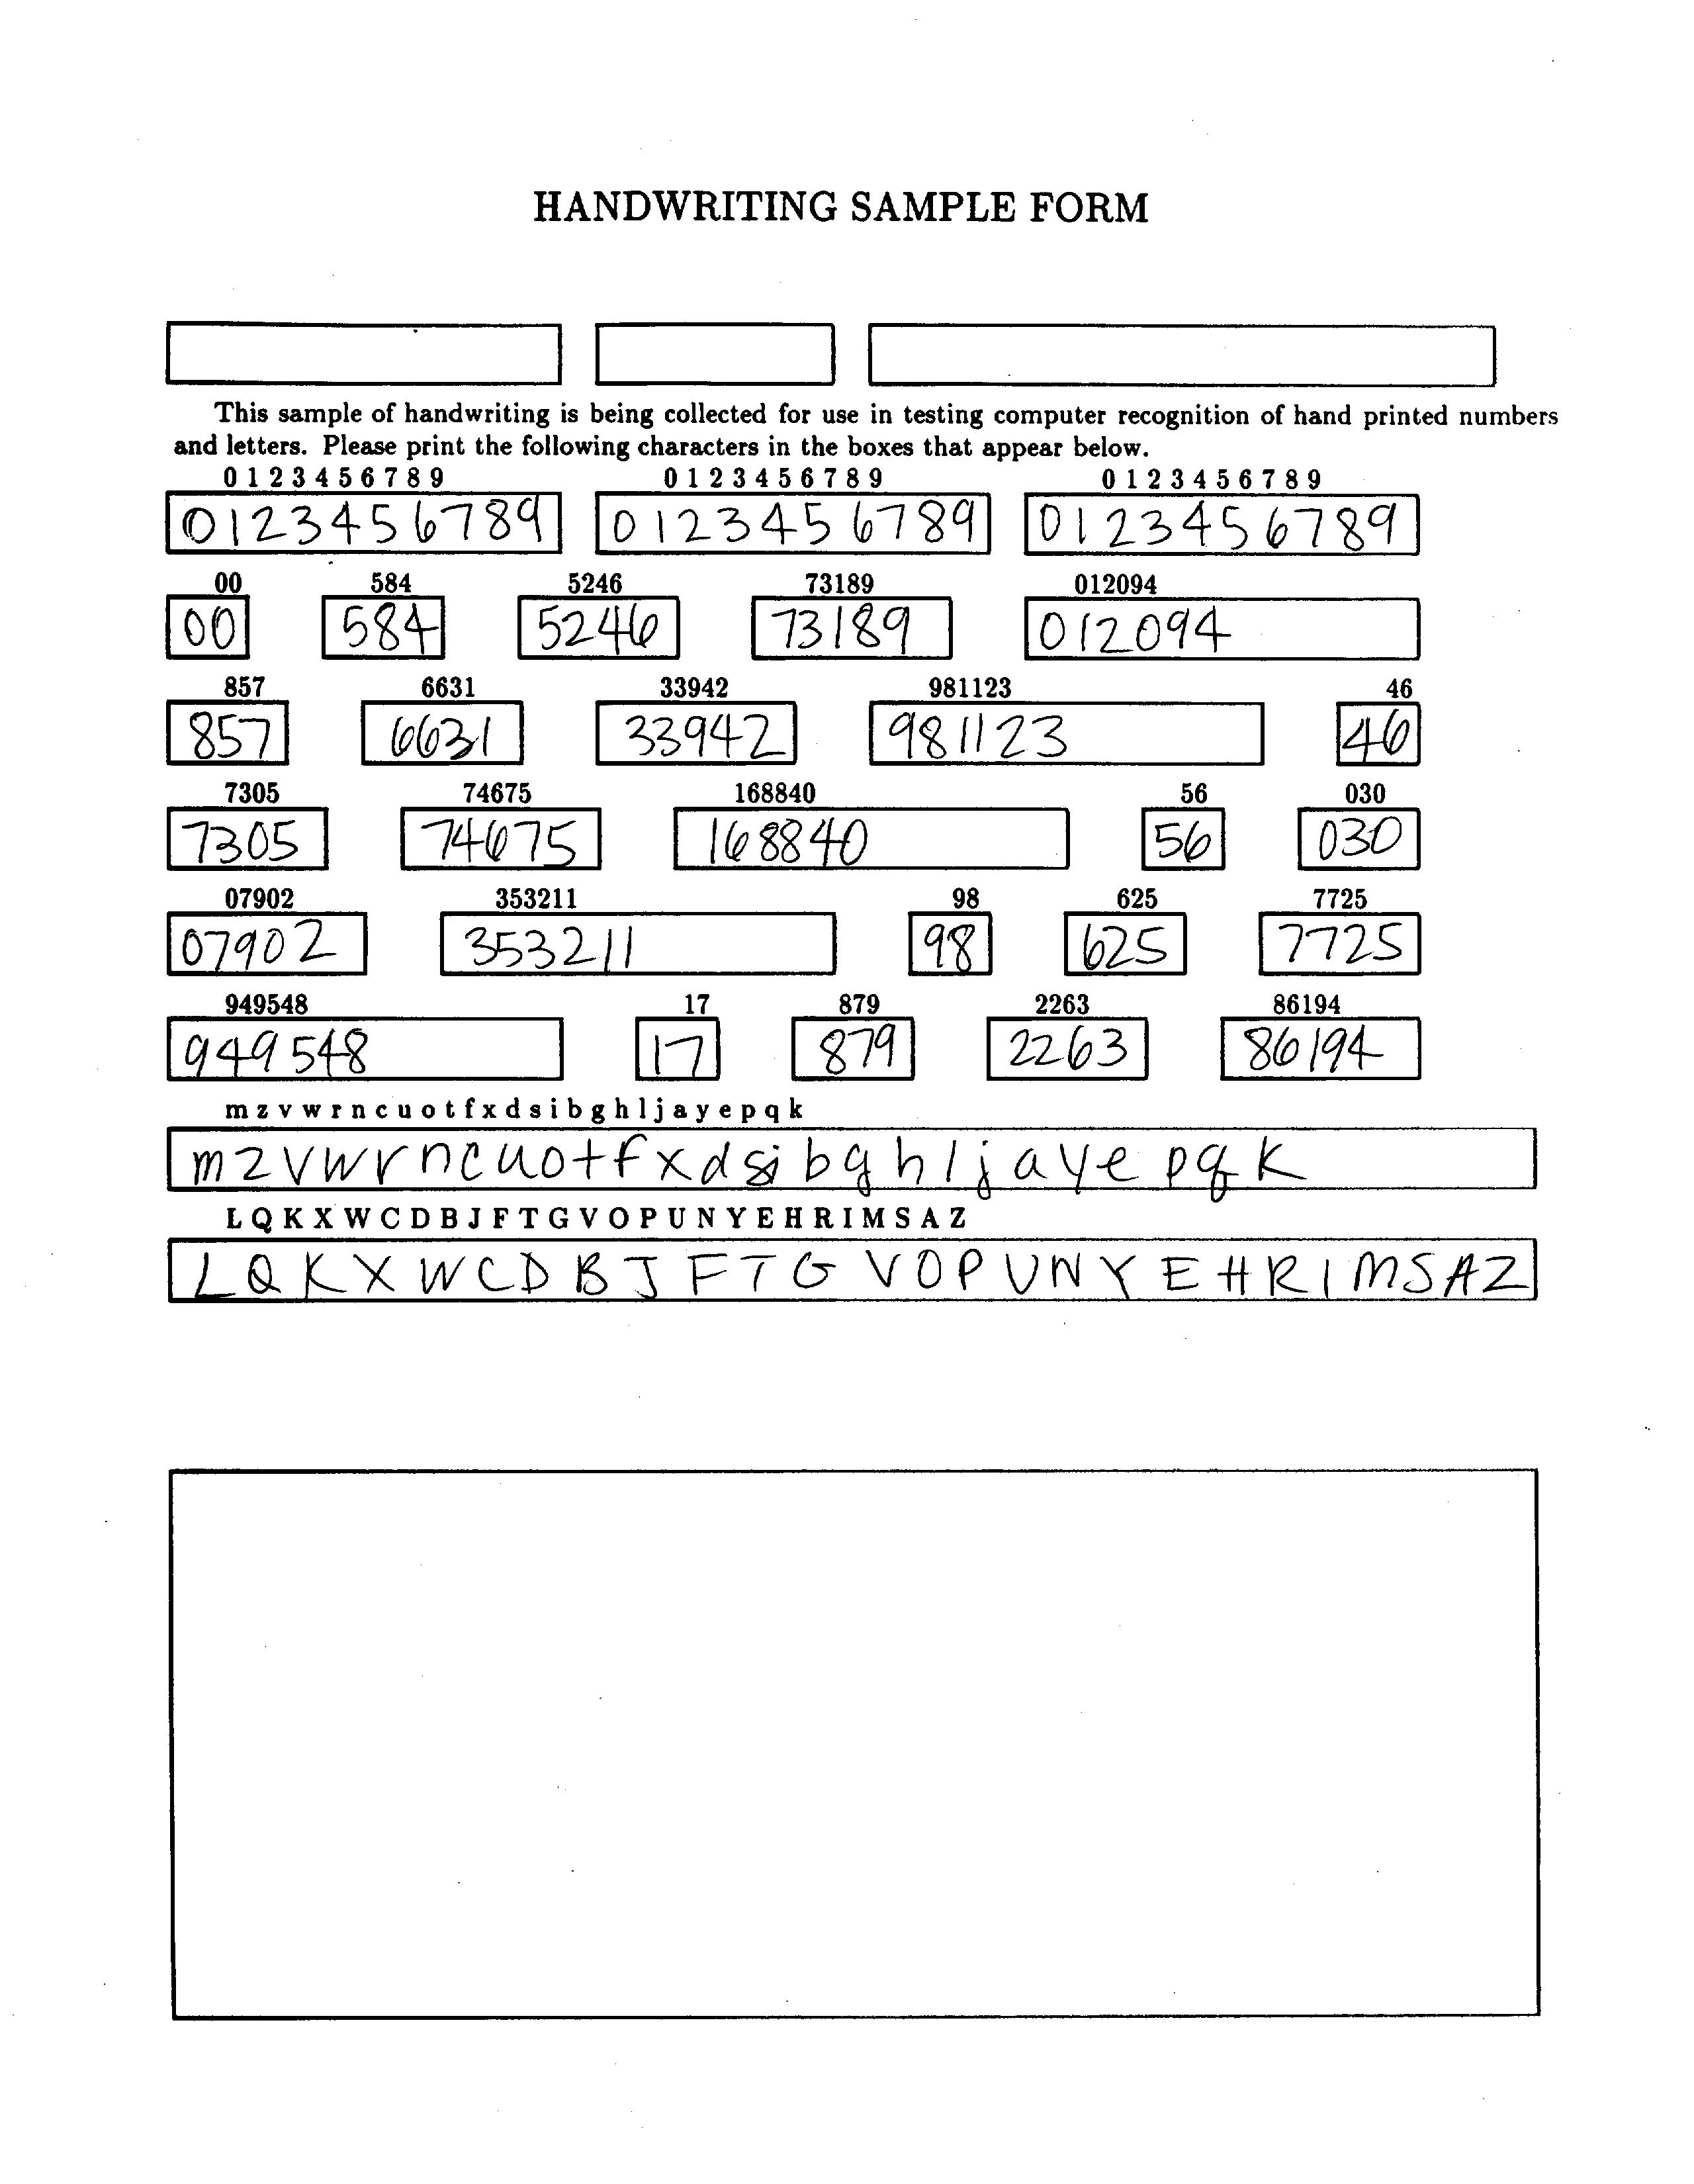 HANDWRITING SAMPLE FORM
This sample of handwriting is being collected for use in testing computer recognition of hand printed numbers
and letters. Please print the following characters in the boxes that appear below.
0 1 2 3 4 5 6 7 8 9 0 1 2 3 4 5 6 7 8 9 0 1 2 3 4 5 6 7 8 9
0123456789 0123456789 0123456789
00 584 5246 73189 012094
00 584 5246 73189 012094
857 6631 33942 981123 46
857 6631 33942 981123 46
7305 74675 168840 56 030
7305 74675 168840 56 030
07902 353211 98 625 7725
07902 353211 98 625 7725
949548 17 879 2263 86194
949548 17 879 2263 86194
m z v w r n c u o t f x d s i b g h l j a y e p q k
m z v w r n c u o t f x d s i b g h l j a y e p q k
L Q K X W C D B J F T G V O P U N Y E H R I M S A Z
L Q K X W C D B J F T G V O P U N Y E H R I M S A Z